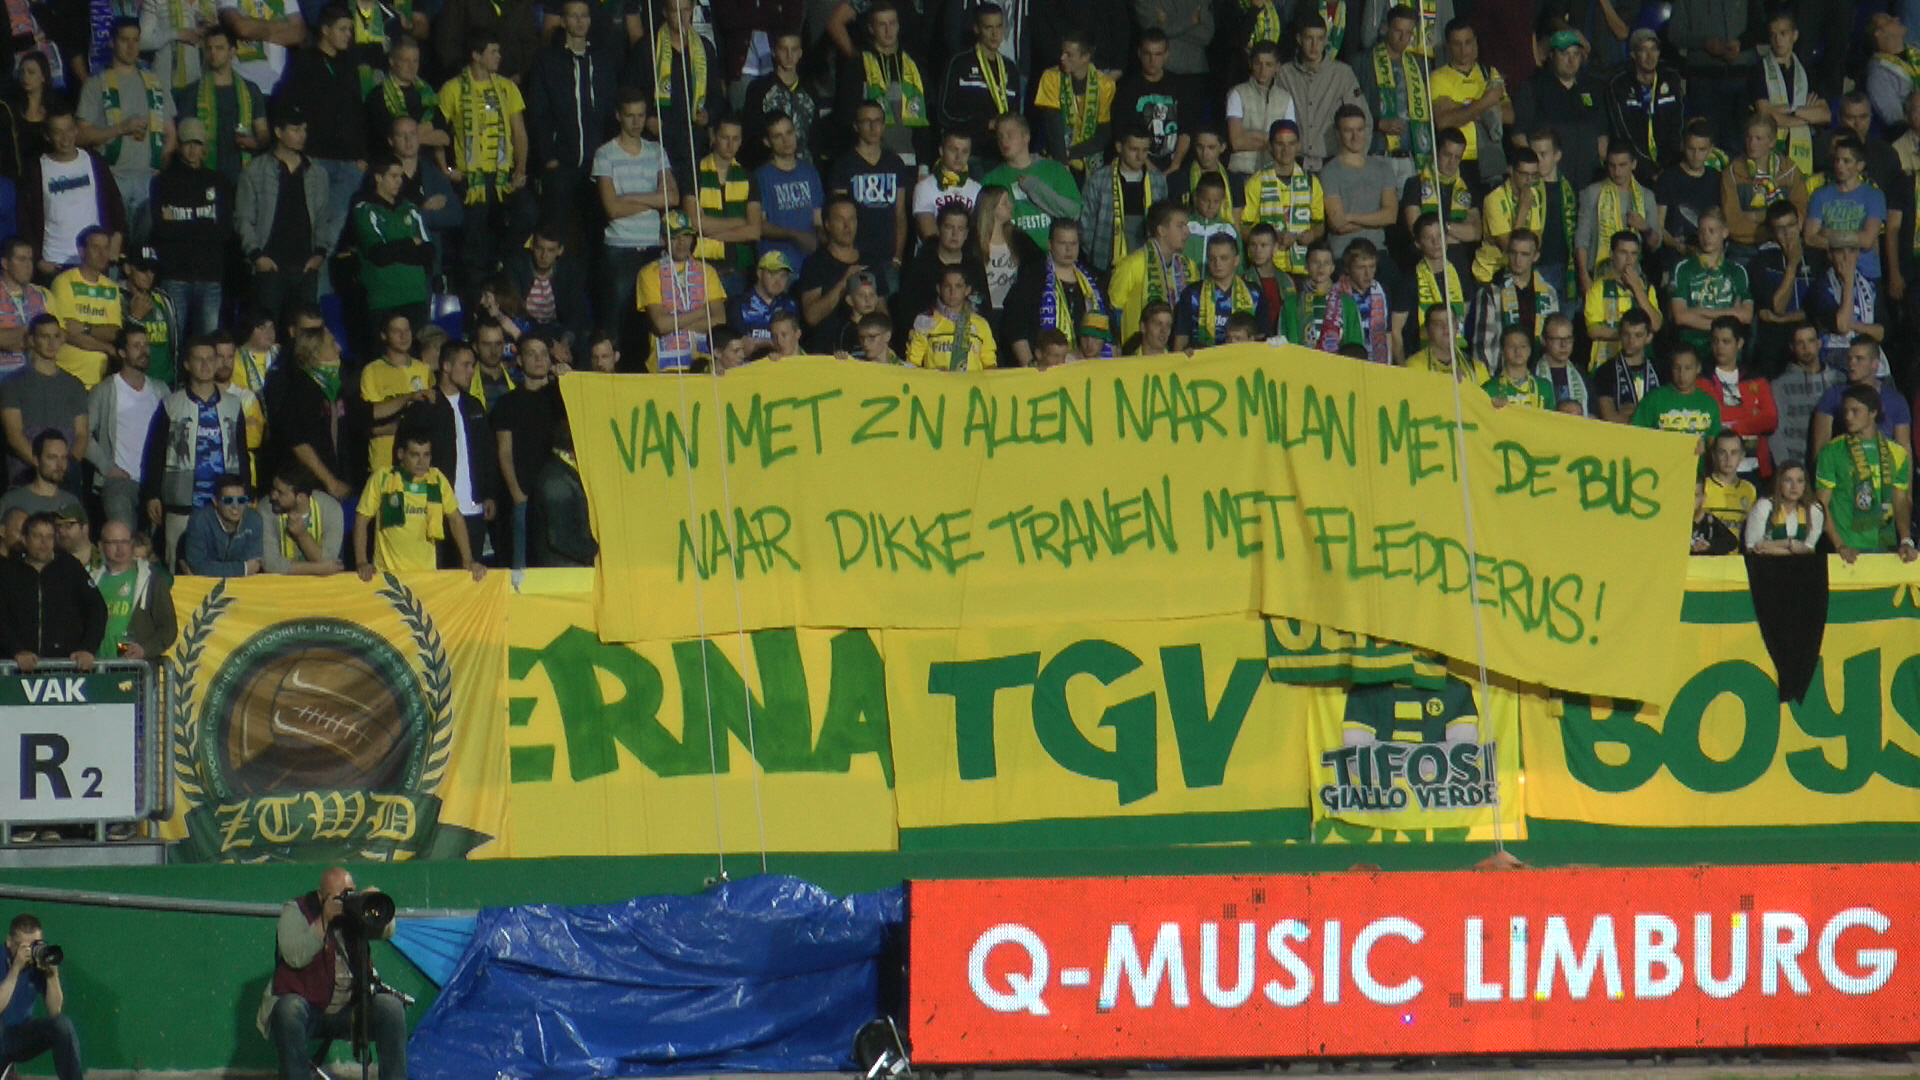 VAN MET Z'N ALLEN NAAR MILAN MET DE BUS
NAAR DIKKE TRANEN MET FLEDDERUS!
VAK
R2
ZTWD
ERNA
TGV
TIFOSI
GIALLO VERDE
BOYS
Q-MUSIC LIMBURG